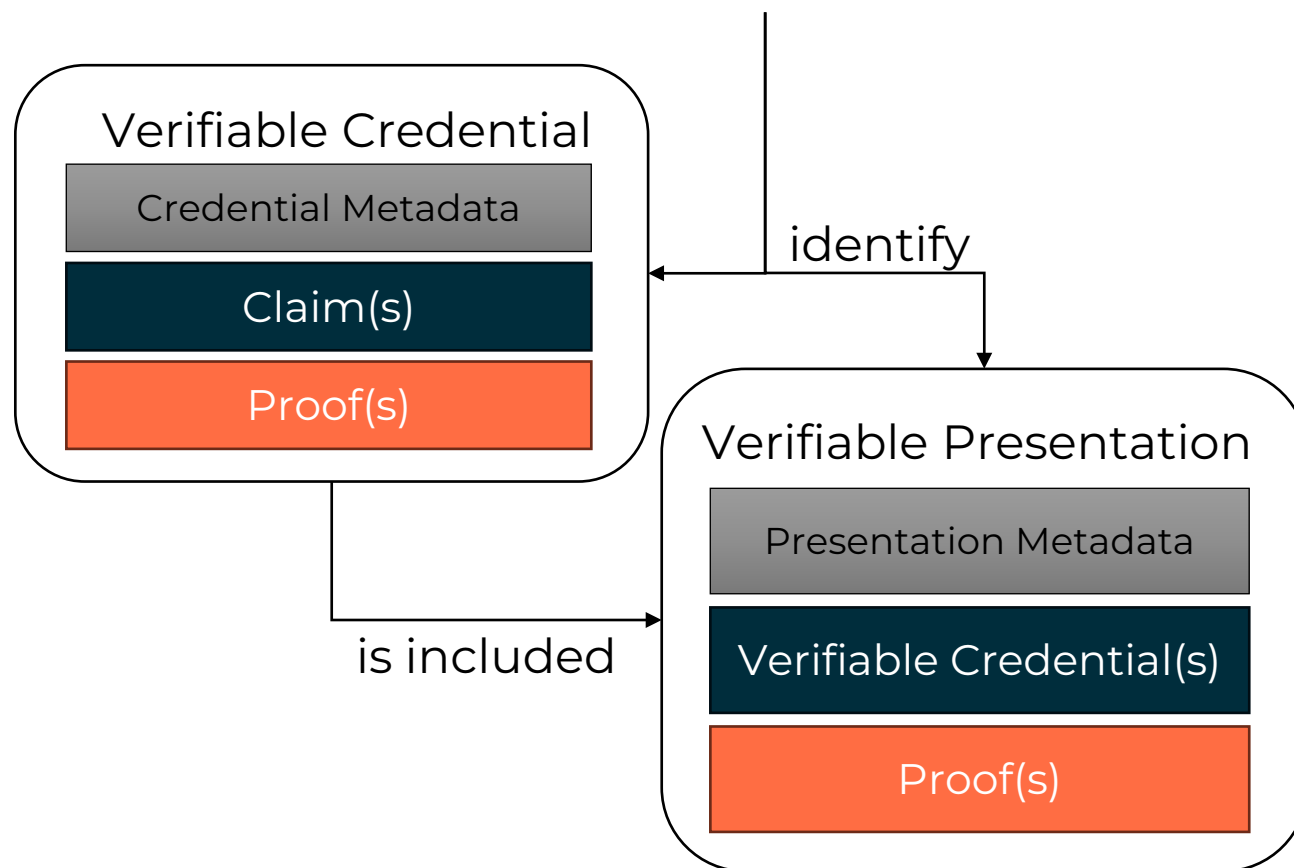 Verifiable Credential
Credential Metadata
Claim(s)
Proof(s)
identify
Verifiable Presentation
Presentation Metadata
Verifiable Credential(s)
Proof(s)
is included